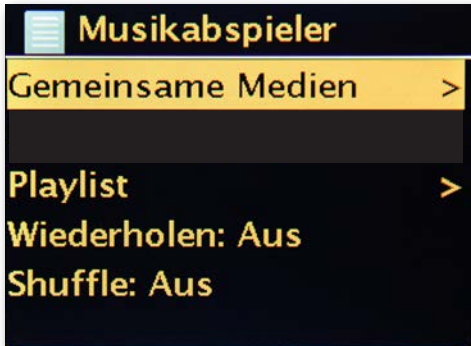 Musikabspieler
Gemeinsame Medien >
Playlist >
Wiederholen: Aus
Shuffle: Aus